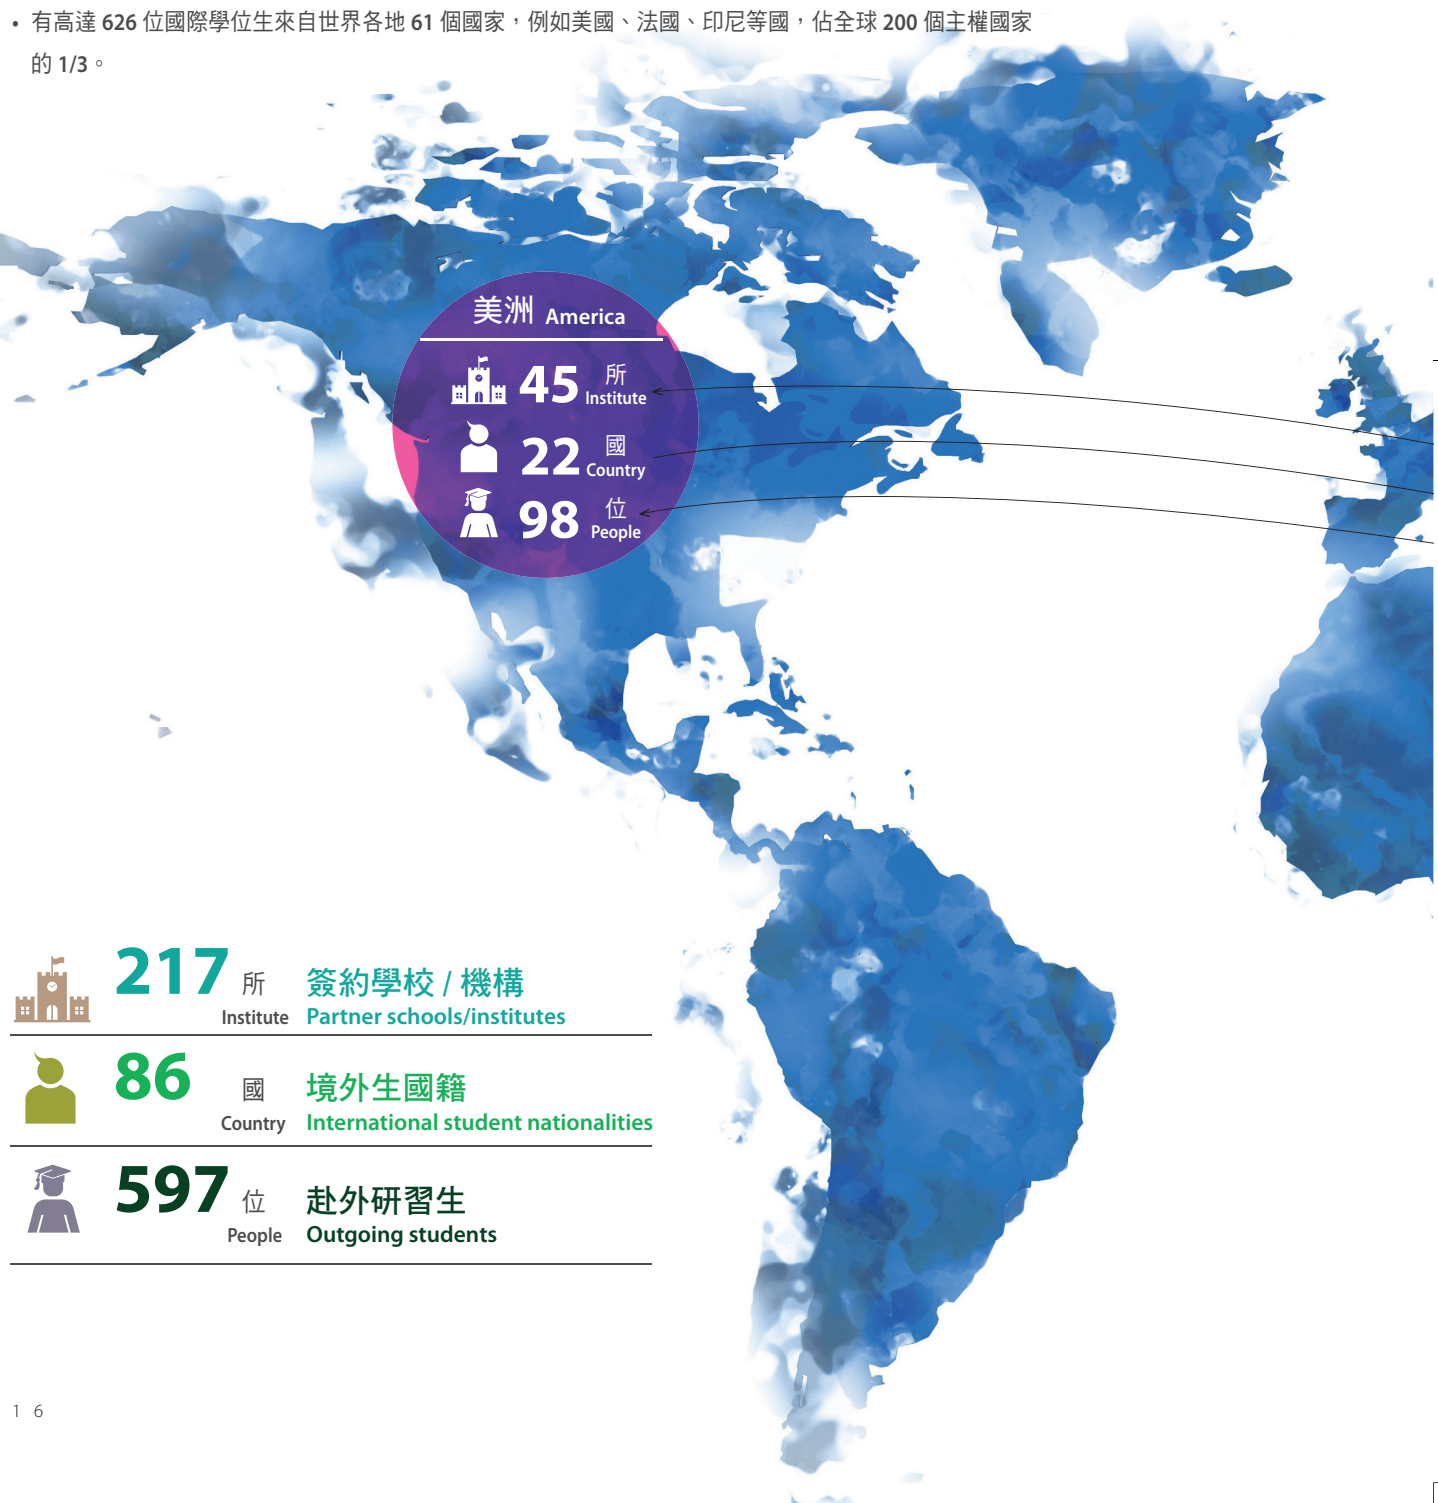 • 有高達 626 位國際學位生來自世界各地 61 個國家，例如美國、法國、印尼等國，佔全球 200 個主權國家
的 1/3。
美洲 America
45 所
Institute
22 國
Country
98 位
People
217 所 簽約學校 / 機構
Institute Partner schools/institutes
86 國 境外生國籍
Country International student nationalities
597 位 赴外研習生
People Outgoing students
1 6